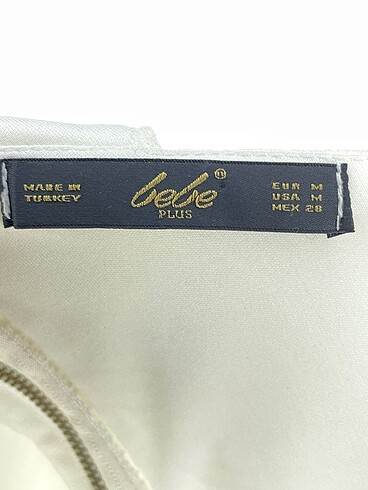 MADE IN
TURKEY
bebe®
PLUS
EUR M
USA M
MEX 28